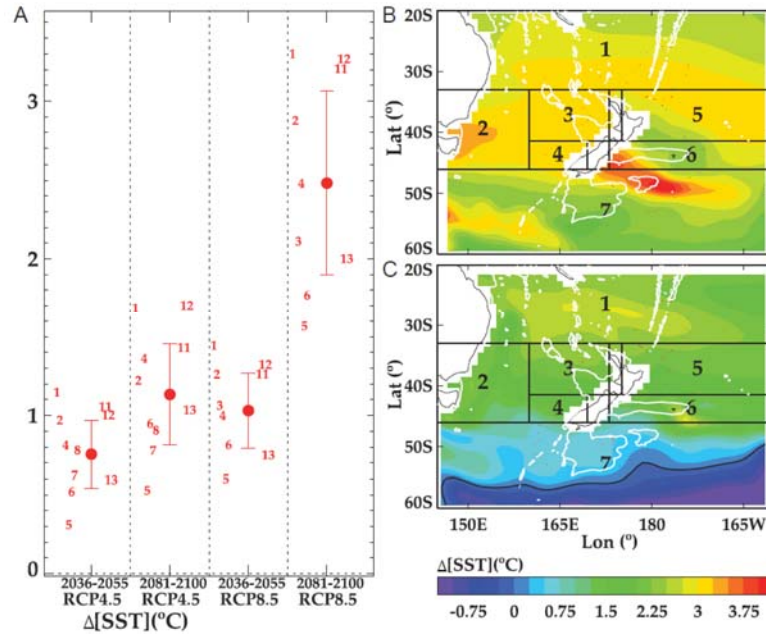 A
3
2
1
0
1
2
4
11
12
8
7
13
6
5
1
12
4
11
2
13
6
8
7
5
1
2
12
11
3
4
6
13
5
1
12
11
2
4
3
13
6
5
2036-2055
RCP4.5
2081-2100
RCP4.5
2036-2055
RCP8.5
2081-2100
RCP8.5
Δ[SST](ºC)
B
20S
30S
40S
50S
60S
Lat (º)
1
2
3
5
4
6
7
C
20S
30S
40S
50S
60S
Lat (º)
1
2
3
5
4
6
7
150E
165E
180
165W
Lon (º)
Δ[SST](ºC)
-0.75
0
0.75
1.5
2.25
3
3.75